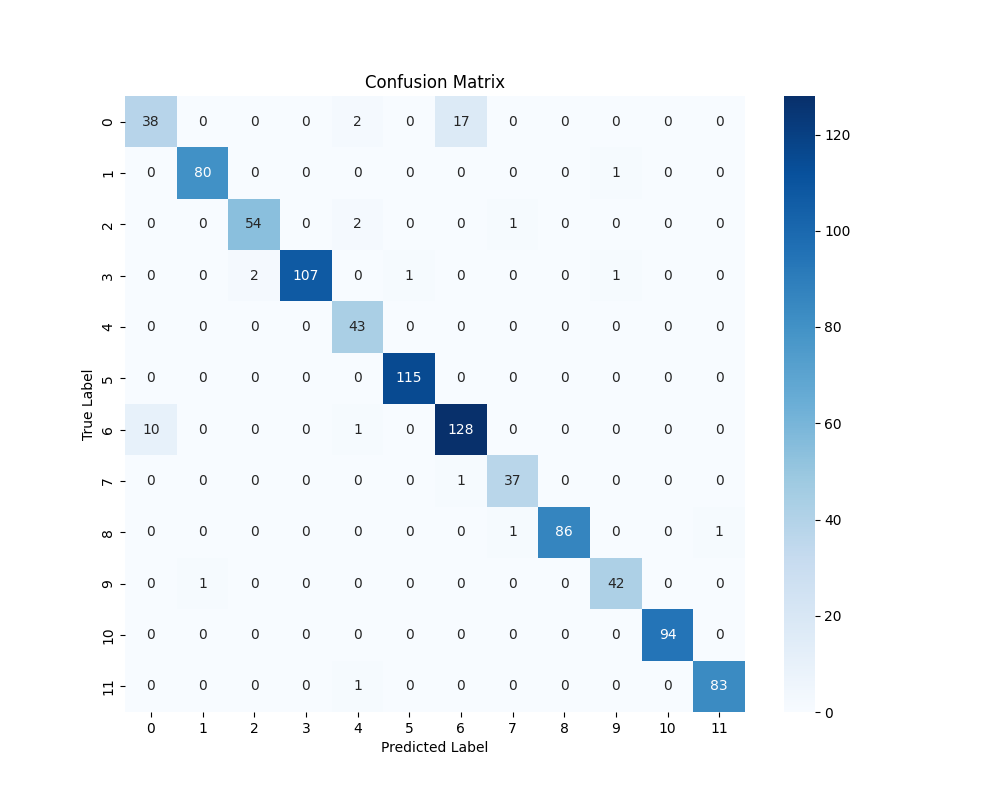 Confusion Matrix
True Label
0 38 0 0 0 2 0 17 0 0 0 0 0
1 0 80 0 0 0 0 0 0 0 1 0 0
2 0 0 54 0 2 0 0 1 0 0 0 0
3 0 0 2 107 0 1 0 0 0 1 0 0
4 0 0 0 0 43 0 0 0 0 0 0 0
5 0 0 0 0 0 115 0 0 0 0 0 0
6 10 0 0 0 1 0 128 0 0 0 0 0
7 0 0 0 0 0 0 1 37 0 0 0 0
8 0 0 0 0 0 0 0 1 86 0 0 1
9 0 1 0 0 0 0 0 0 0 42 0 0
10 0 0 0 0 0 0 0 0 0 0 94 0
11 0 0 0 0 1 0 0 0 0 0 0 83
0 1 2 3 4 5 6 7 8 9 10 11
Predicted Label
120
100
80
60
40
20
0